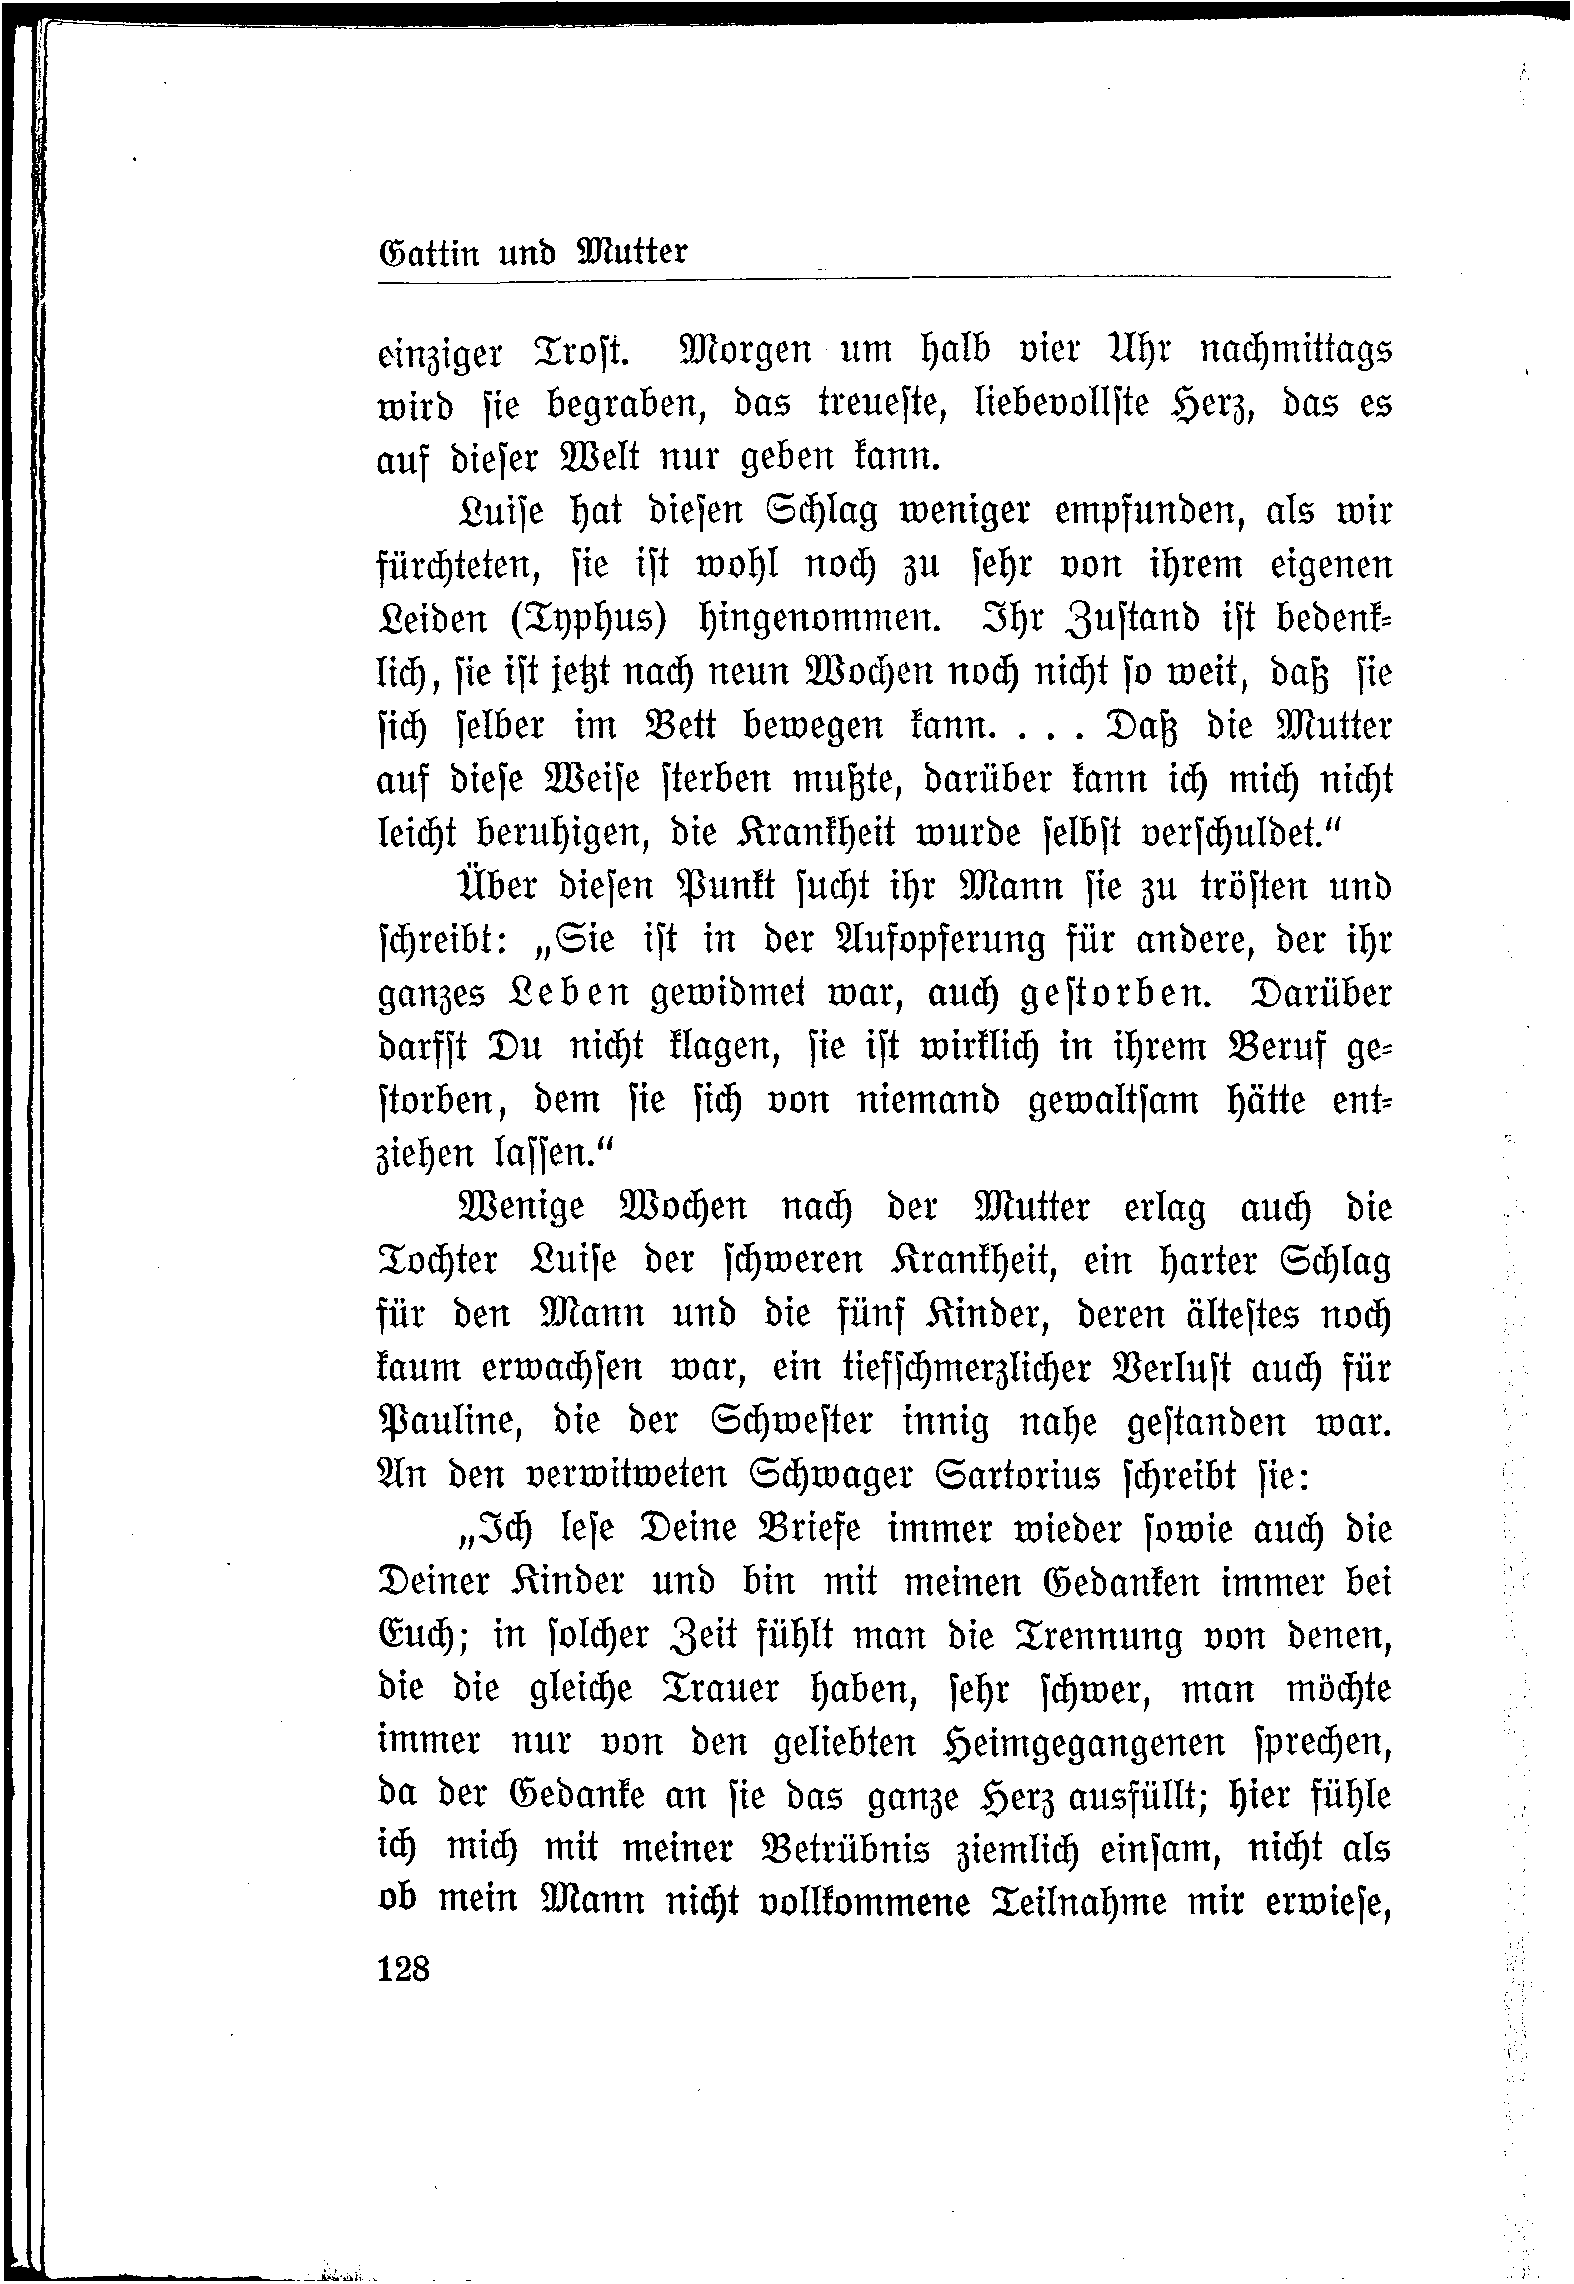 Gattin und Mutter
einziger Trost. Morgen um halb vier Uhr nachmittags
wird sie begraben, das treueste, liebevollste Herz, das es
auf dieser Welt nur geben kann.
Luise hat diesen Schlag weniger empfunden, als wir
fürchteten, sie ist wohl noch zu sehr von ihrem eigenen
Leiden (Typhus) hingenommen. Ihr Zustand ist bedenk-
lich, sie ist jetzt nach neun Wochen noch nicht so weit, daß sie
sich selber im Bett bewegen kann. . . . Daß die Mutter
auf diese Weise sterben mußte, darüber kann ich mich nicht
leicht beruhigen, die Krankheit wurde selbst verschuldet.“
Über diesen Punkt sucht ihr Mann sie zu trösten und
schreibt: „Sie ist in der Aufopferung für andere, der ihr
ganzes Leben gewidmet war, auch gestorben. Darüber
darfst Du nicht klagen, sie ist wirklich in ihrem Beruf ge-
storben, dem sie sich von niemand gewaltsam hätte ent-
ziehen lassen.“
Wenige Wochen nach der Mutter erlag auch die
Tochter Luise der schweren Krankheit, ein harter Schlag
für den Mann und die fünf Kinder, deren ältestes noch
kaum erwachsen war, ein tiefschmerzlicher Verlust auch für
Pauline, die der Schwester innig nahe gestanden war.
An den verwitweten Schwager Sartorius schreibt sie:
„Ich lese Deine Briefe immer wieder sowie auch die
Deiner Kinder und bin mit meinen Gedanken immer bei
Euch; in solcher Zeit fühlt man die Trennung von denen,
die die gleiche Trauer haben, sehr schwer, man möchte
immer nur von den geliebten Heimgegangenen sprechen,
da der Gedanke an sie das ganze Herz ausfüllt; hier fühle
ich mich mit meiner Betrübnis ziemlich einsam, nicht als
ob mein Mann nicht vollkommene Teilnahme mir erwiese,
128